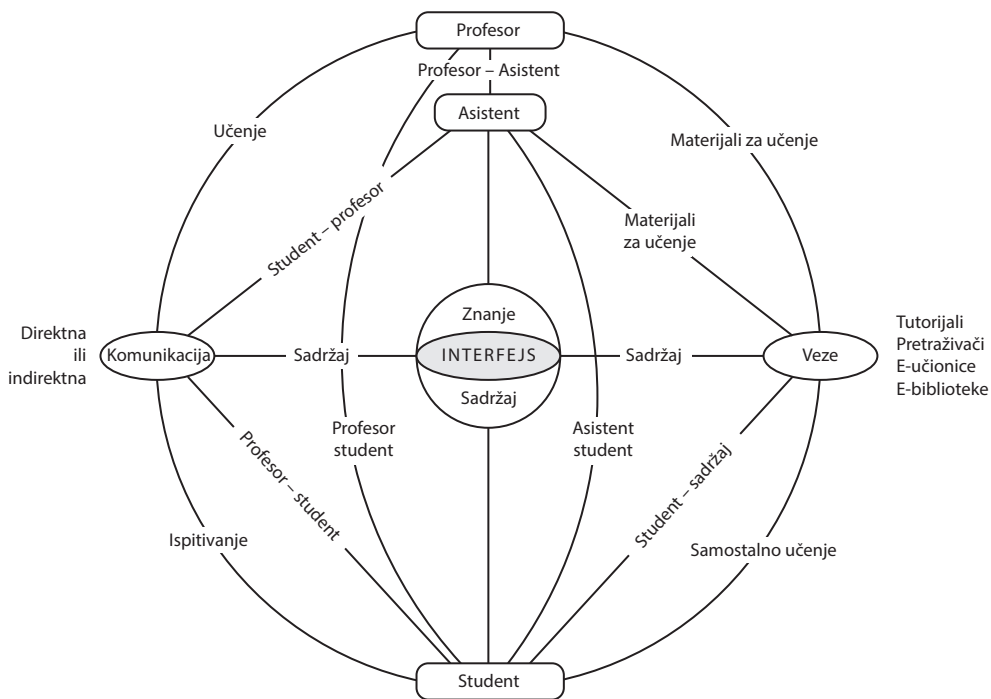 Profesor
Profesor – Asistent
Asistent
Učenje
Materijali za učenje
Student – profesor
Materijali
za učenje
Znanje
Direktna
ili
indirektna
Komunikacija
Sadržaj
INTERFEJS
Sadržaj
Veze
Tutorijali
Pretraživači
E-učionice
E-biblioteke
Sadržaj
Profesor
student
Asistent
student
Profesor – student
Student – sadržaj
Ispitivanje
Samostalno učenje
Student